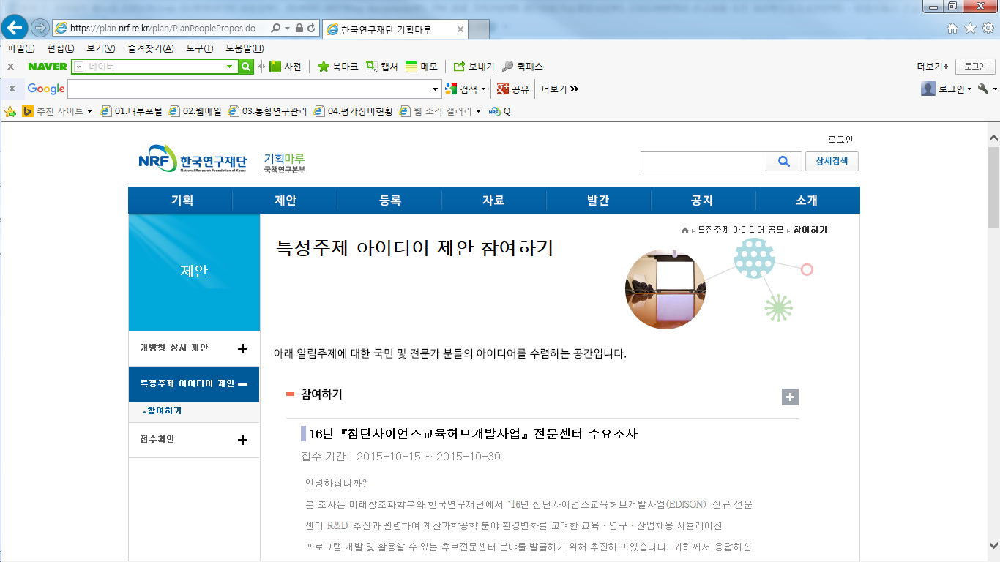 https://plan.nrf.re.kr/plan/PlanPeoplePropos.do
한국연구재단 기획마루
파일(F) 편집(E) 보기(V) 즐겨찾기(A) 도구(T) 도움말(H)
x NAVER 네이버 사전 북마크 캡처 메모 보내기 퀵패스 더보기+ 로그인
x Google 검색 공유 더보기 » 로그인
추천 사이트 01.내부포털 02.웹메일 03.통합연구관리 04.평가장비현황 웹 조각 갤러리 NRF Q
로그인
NRF 한국연구재단 기획마루
National Research Foundation of Korea 국책연구본부
상세검색
기획 제안 등록 자료 발간 공지 소개
특정주제 아이디어 공모 참여하기
특정주제 아이디어 제안 참여하기
제안
개방형 상시 제안
특정주제 아이디어 제안
참여하기
접수확인
아래 알림주제에 대한 국민 및 전문가 분들의 아이디어를 수렴하는 공간입니다.
참여하기
16년 『첨단사이언스교육허브개발사업』 전문센터 수요조사
접수 기간 : 2015-10-15 ~ 2015-10-30
안녕하십니까?
본 조사는 미래창조과학부와 한국연구재단에서 '16년 첨단사이언스교육허브개발사업(EDISON) 신규 전문
센터 R&D 추진과 관련하여 계산과학공학 분야 환경변화를 고려한 교육·연구·산업체용 시뮬레이션
프로그램 개발 및 활용할 수 있는 후보전문센터 분야를 발굴하기 위해 추진하고 있습니다. 귀하께서 응답하신